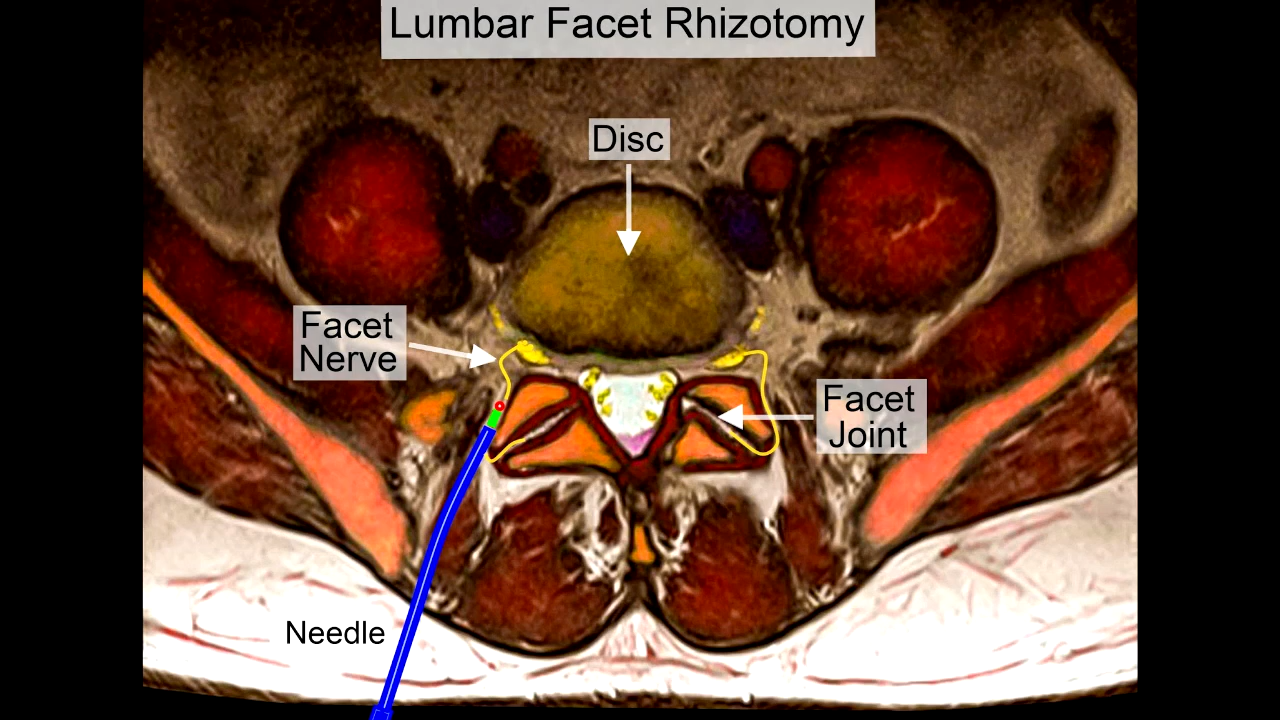 Lumbar Facet Rhizotomy
Disc
Facet
Nerve
Facet
Joint
Needle